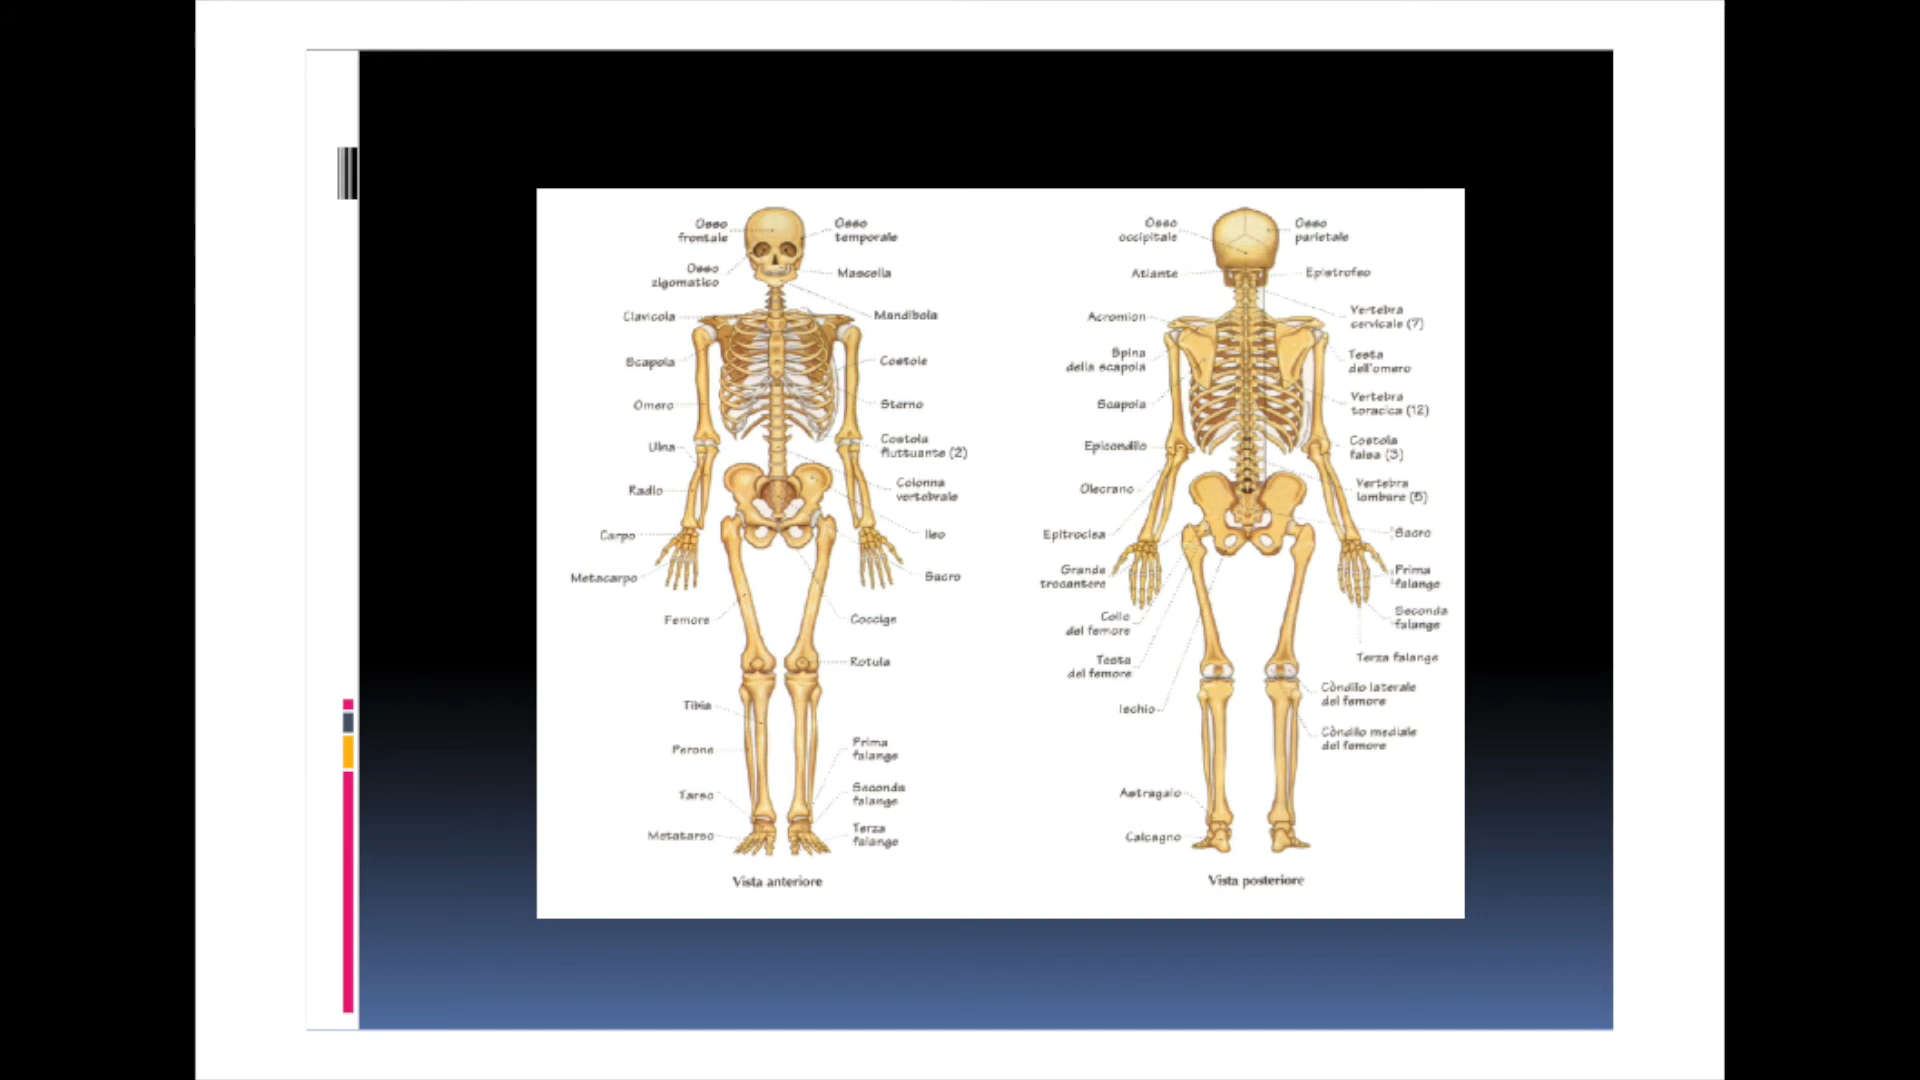 Osso
frontale
Osso
zigomatico
Clavicola
Scapola
Omero
Ulna
Radio
Carpo
Metacarpo
Femore
Tibia
Perone
Tarso
Metatarso
Osso
temporale
Mascella
Mandibola
Costole
Sterno
Costola
fluttuante (2)
Colonna
vertebrale
Ileo
Sacro
Coccige
Rotula
Prima
falange
Seconda
falange
Terza
falange
Vista anteriore
Osso
occipitale
Atlante
Acromion
Spina
della scapola
Scapola
Epicondilo
Olecrano
Epitroclea
Grande
trocantere
Collo
del femore
Testa
del femore
Ischio
Astragalo
Calcagno
Osso
parietale
Epistrofeo
Vertebra
cervicale (7)
Testa
dell'omero
Vertebra
toracica (12)
Costola
falsa (3)
Vertebra
lombare (5)
Sacro
Prima
falange
Seconda
falange
Terza falange
Còndilo laterale
del femore
Còndilo mediale
del femore
Vista posteriore